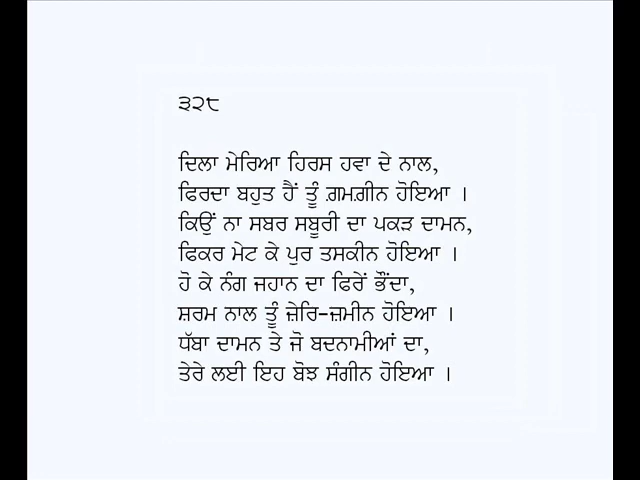 ੩੨੮
ਦਿਲਾ ਮੇਰਿਆ ਹਿਰਸ ਹਵਾ ਦੇ ਨਾਲ,
ਫਿਰਦਾ ਬਹੁਤ ਹੈਂ ਤੂੰ ਗ਼ਮਗ਼ੀਨ ਹੋਇਆ ।
ਕਿਉਂ ਨਾ ਸਬਰ ਸਬੂਰੀ ਦਾ ਪਕੜ ਦਾਮਨ,
ਫਿਕਰ ਮੇਟ ਕੇ ਪੁਰ ਤਸਕੀਨ ਹੋਇਆ ।
ਹੋ ਕੇ ਨੰਗ ਜਹਾਨ ਦਾ ਫਿਰੇਂ ਭੌਂਦਾ,
ਸ਼ਰਮ ਨਾਲ ਤੂੰ ਜ਼ੇਰਿ-ਜ਼ਮੀਨ ਹੋਇਆ ।
ਧੱਬਾ ਦਾਮਨ ਤੇ ਜੋ ਬਦਨਾਮੀਆਂ ਦਾ,
ਤੇਰੇ ਲਈ ਇਹ ਬੋਝ ਸੰਗੀਨ ਹੋਇਆ ।